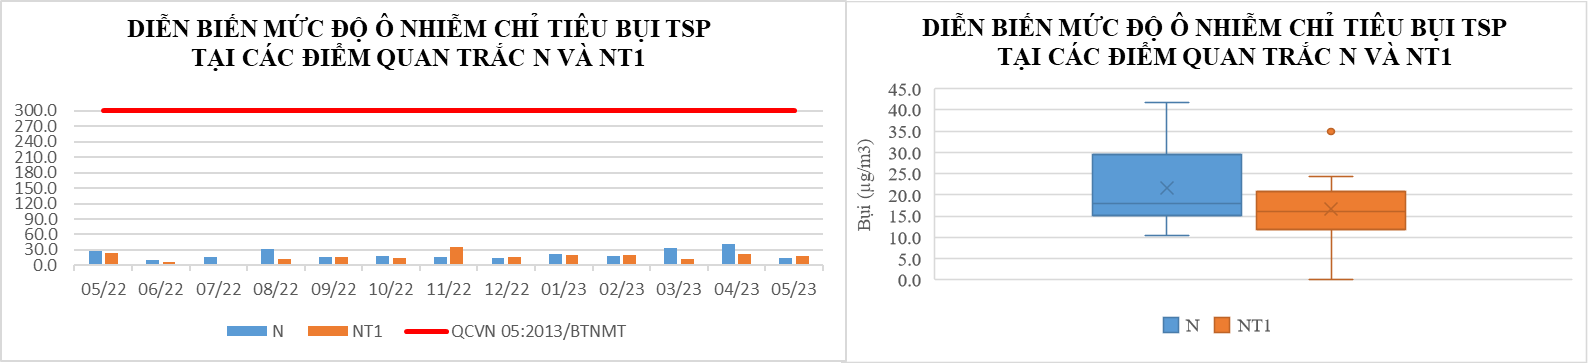 DIỄN BIẾN MỨC ĐỘ Ô NHIỄM CHỈ TIÊU BỤI TSP
TẠI CÁC ĐIỂM QUAN TRẮC N VÀ NT1
300.0
270.0
240.0
210.0
180.0
150.0
120.0
90.0
60.0
30.0
0.0
05/22 06/22 07/22 08/22 09/22 10/22 11/22 12/22 01/23 02/23 03/23 04/23 05/23
N NT1 QCVN 05:2013/BTNMT
DIỄN BIẾN MỨC ĐỘ Ô NHIỄM CHỈ TIÊU BỤI TSP
TẠI CÁC ĐIỂM QUAN TRẮC N VÀ NT1
Bụi (µg/m3)
45.0
40.0
35.0
30.0
25.0
20.0
15.0
10.0
5.0
0.0
N NT1